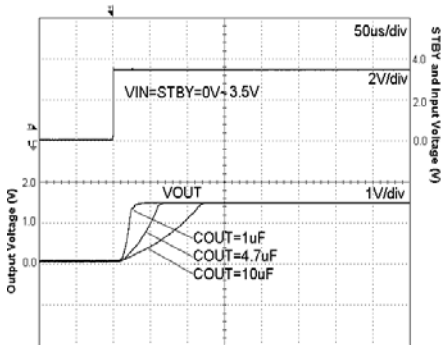 50us/div
2V/div
4.0
VIN=STBY=0V→3.5V
2.0
0.0
STBY and Input Voltage (V)
2.0
VOUT
1V/div
1.0
COUT=1uF
COUT=4.7uF
0.0
COUT=10uF
Output Voltage (V)